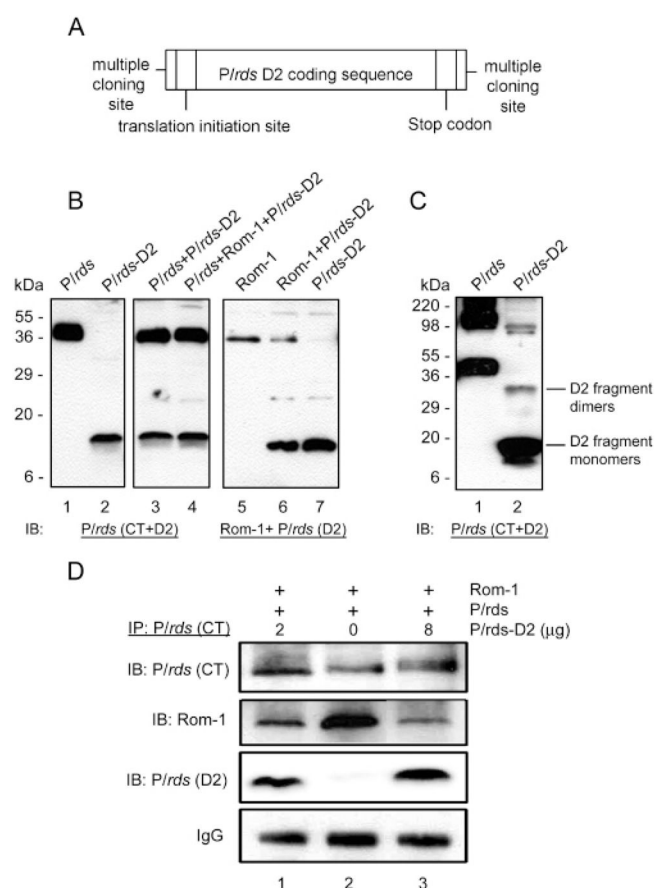 A
multiple cloning site
P/rds D2 coding sequence
multiple cloning site
translation initiation site
Stop codon
B
kDa
P/rds
P/rds-D2
P/rds+P/rds-D2
P/rds+Rom-1+P/rds-D2
Rom-1
Rom-1+P/rds-D2
P/rds-D2
55 -
36 -
29 -
20 -
6 -
1 2 3 4 5 6 7
IB: P/rds (CT+D2) Rom-1+ P/rds (D2)
C
kDa
P/rds
P/rds-D2
220 -
98 -
55 -
36 -
29 -
20 -
6 -
D2 fragment dimers
D2 fragment monomers
1 2
IB: P/rds (CT+D2)
D
+ + + Rom-1
+ + + P/rds
IP: P/rds (CT) 2 0 8 P/rds-D2 (µg)
IB: P/rds (CT)
IB: Rom-1
IB: P/rds (D2)
IgG
1 2 3